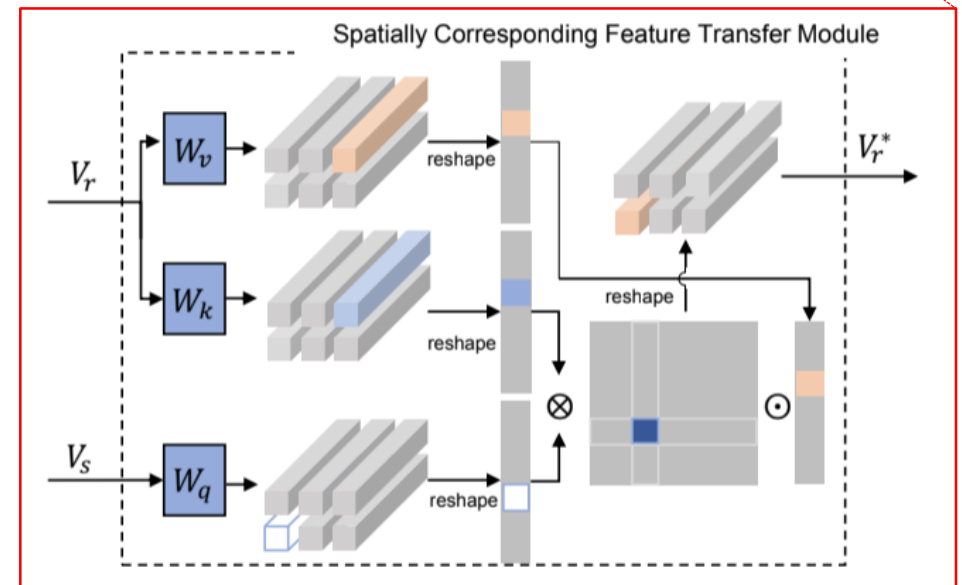 Spatially Corresponding Feature Transfer Module
W_v
reshape
V_r
V_r^*
W_k
reshape
reshape
V_s
W_q
reshape
⊗
⊙